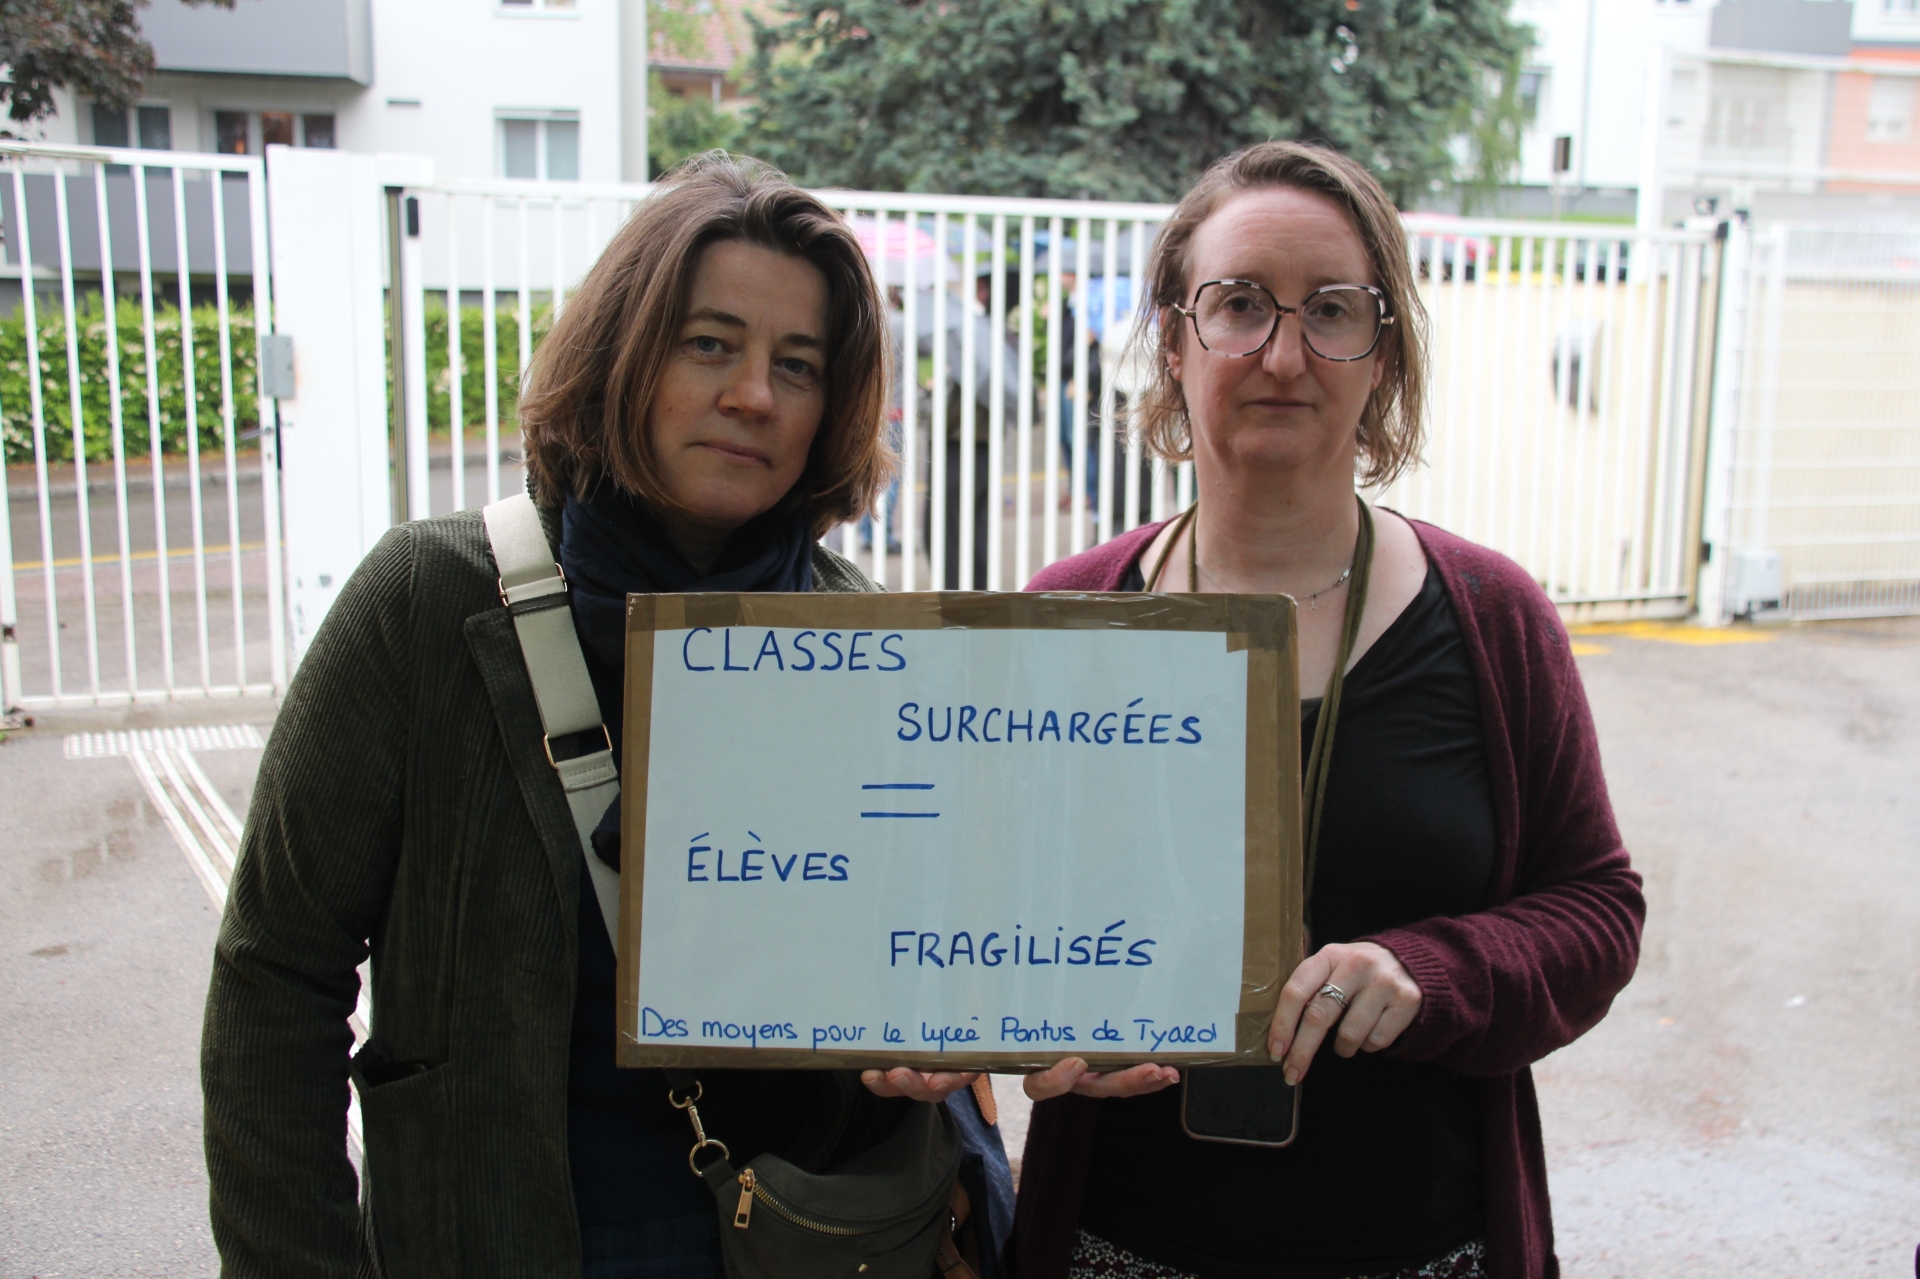 CLASSES
SURCHARGÉES
=
ÉLÈVES
FRAGILISÉS
Des moyens pour le lycée Pontus de Tyard